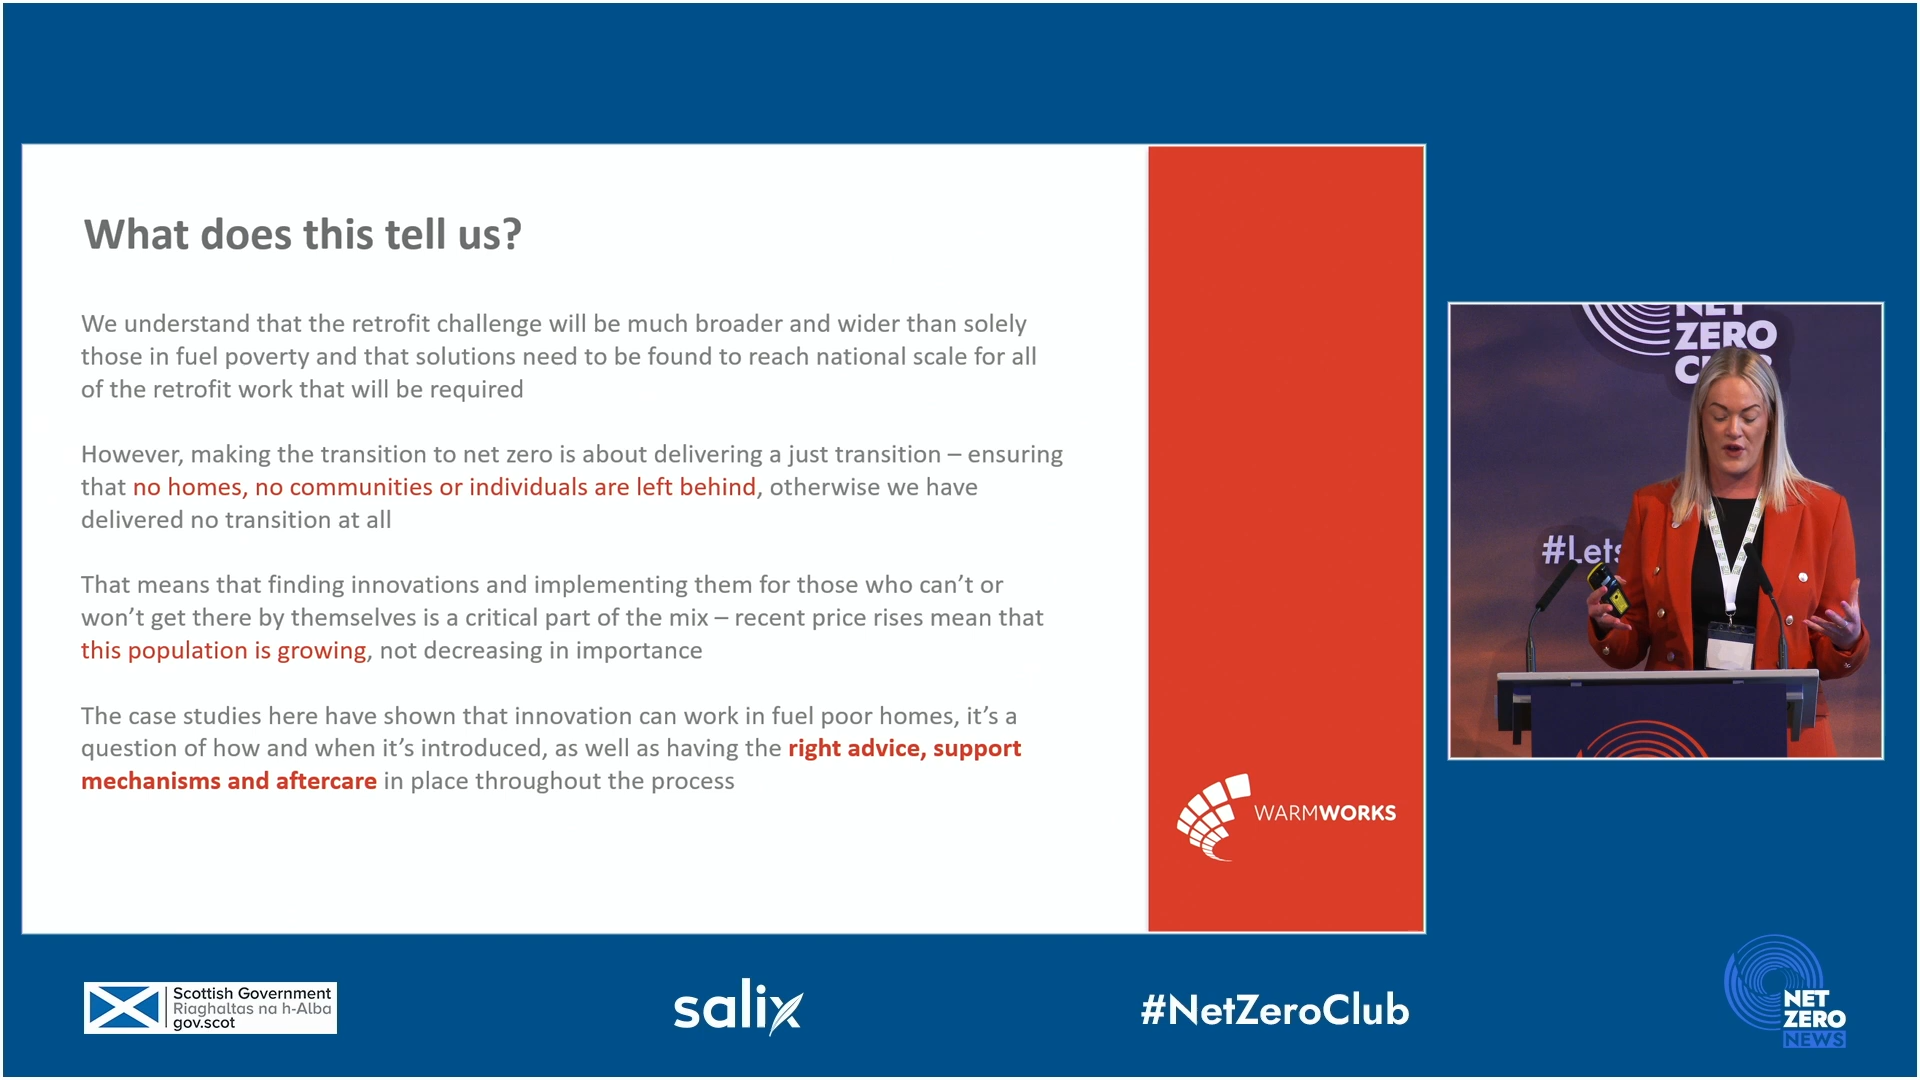 What does this tell us?
We understand that the retrofit challenge will be much broader and wider than solely
those in fuel poverty and that solutions need to be found to reach national scale for all
of the retrofit work that will be required
However, making the transition to net zero is about delivering a just transition – ensuring
that no homes, no communities or individuals are left behind, otherwise we have
delivered no transition at all
That means that finding innovations and implementing them for those who can’t or
won’t get there by themselves is a critical part of the mix – recent price rises mean that
this population is growing, not decreasing in importance
The case studies here have shown that innovation can work in fuel poor homes, it’s a
question of how and when it’s introduced, as well as having the right advice, support
mechanisms and aftercare in place throughout the process
WARMWORKS
NET
ZERO
#Lets
Scottish Government
Riaghaltas na h-Alba
gov.scot
salix
#NetZeroClub
NET
ZERO
NEWS